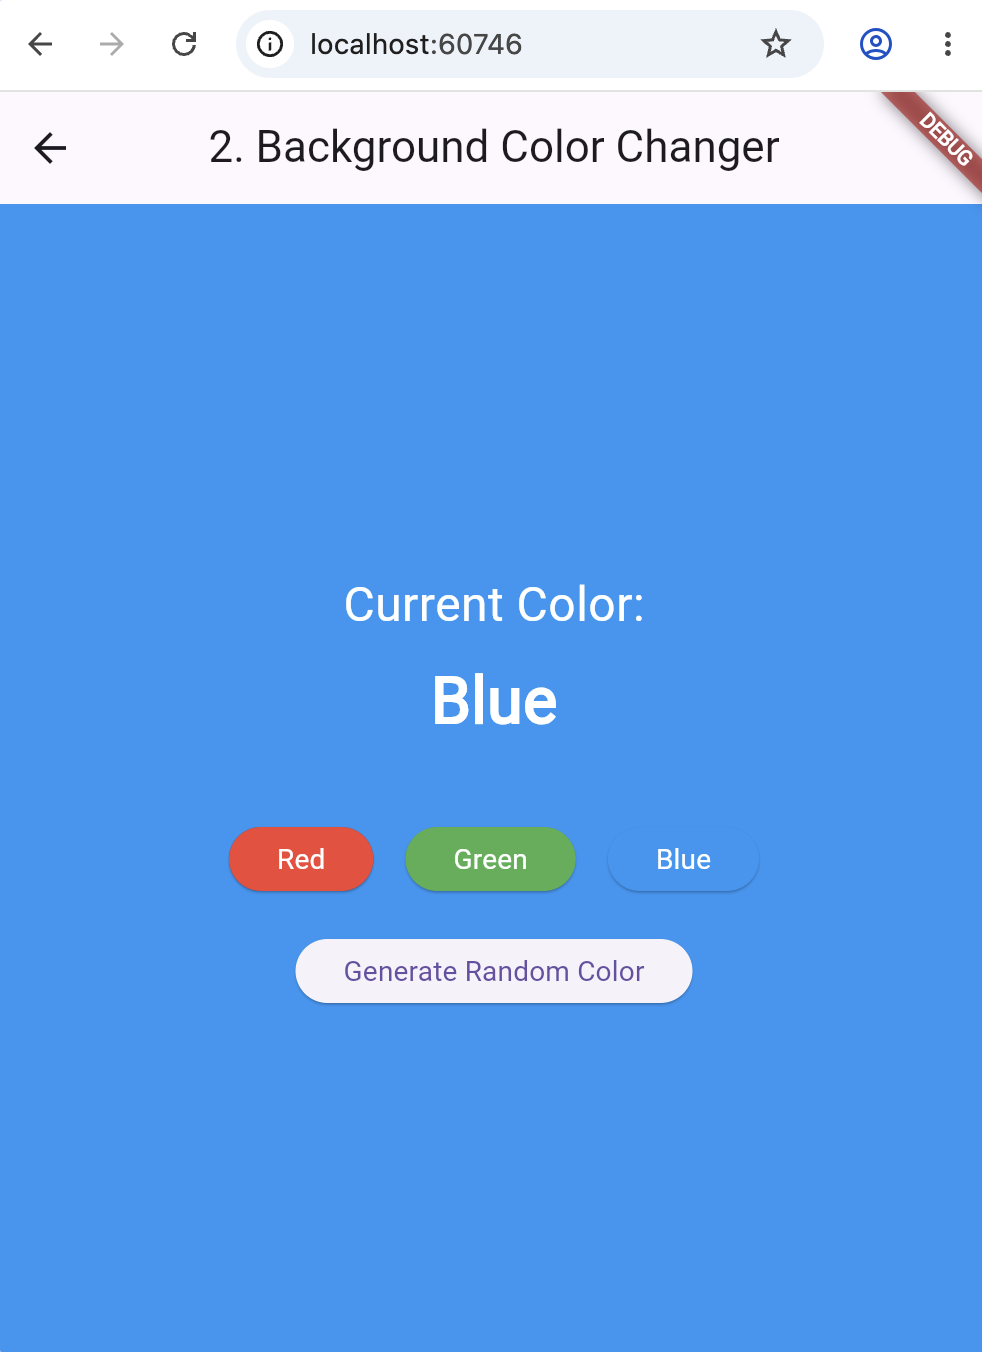 localhost:60746
2. Background Color Changer
DEBUG
Current Color:
Blue
Red Green Blue
Generate Random Color